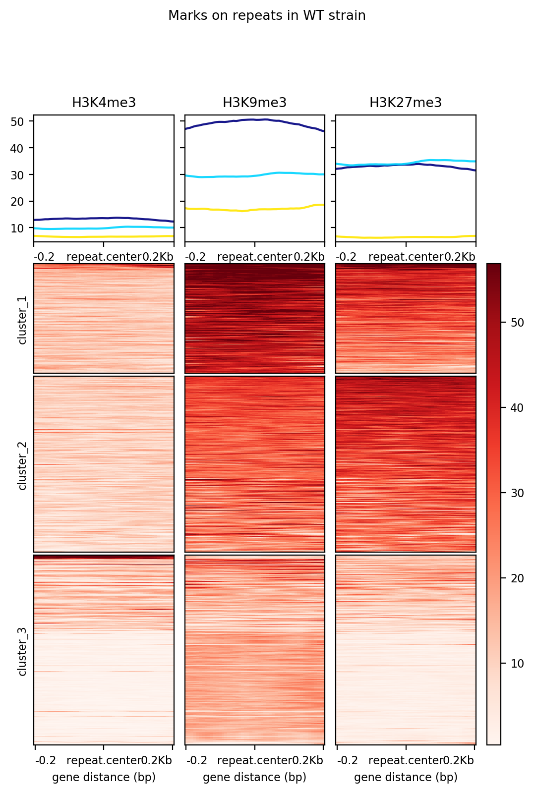 Marks on repeats in WT strain
H3K4me3 H3K9me3 H3K27me3
50
40
30
20
10
-0.2 repeat.center0.2Kb -0.2 repeat.center0.2Kb -0.2 repeat.center0.2Kb
cluster_1
cluster_2
cluster_3
50
40
30
20
10
-0.2 repeat.center0.2Kb -0.2 repeat.center0.2Kb -0.2 repeat.center0.2Kb
gene distance (bp) gene distance (bp) gene distance (bp)